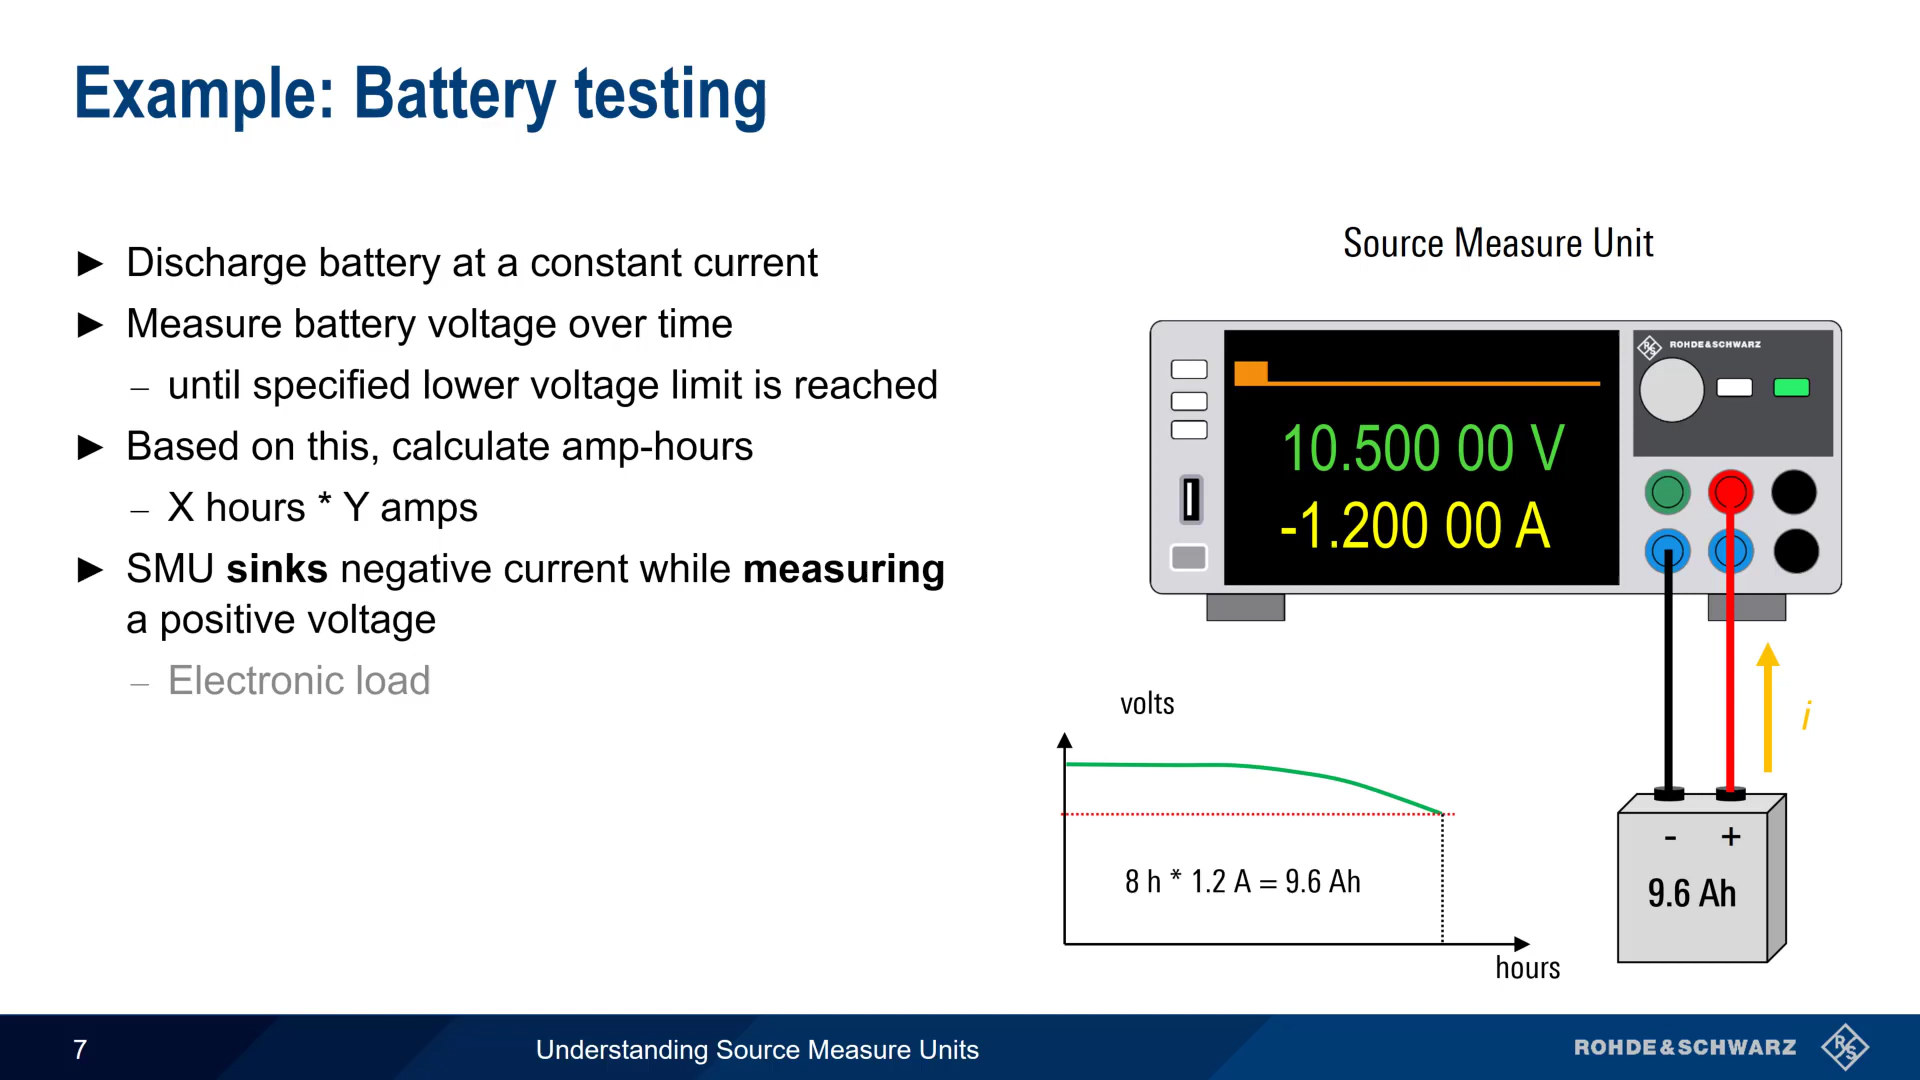 Example: Battery testing
► Discharge battery at a constant current
► Measure battery voltage over time
– until specified lower voltage limit is reached
► Based on this, calculate amp-hours
– X hours * Y amps
► SMU sinks negative current while measuring
a positive voltage
– Electronic load
Source Measure Unit
ROHDE&SCHWARZ
10.500 00 V
-1.200 00 A
volts
8 h * 1.2 A = 9.6 Ah
hours
i
- +
9.6 Ah
7
Understanding Source Measure Units
ROHDE&SCHWARZ